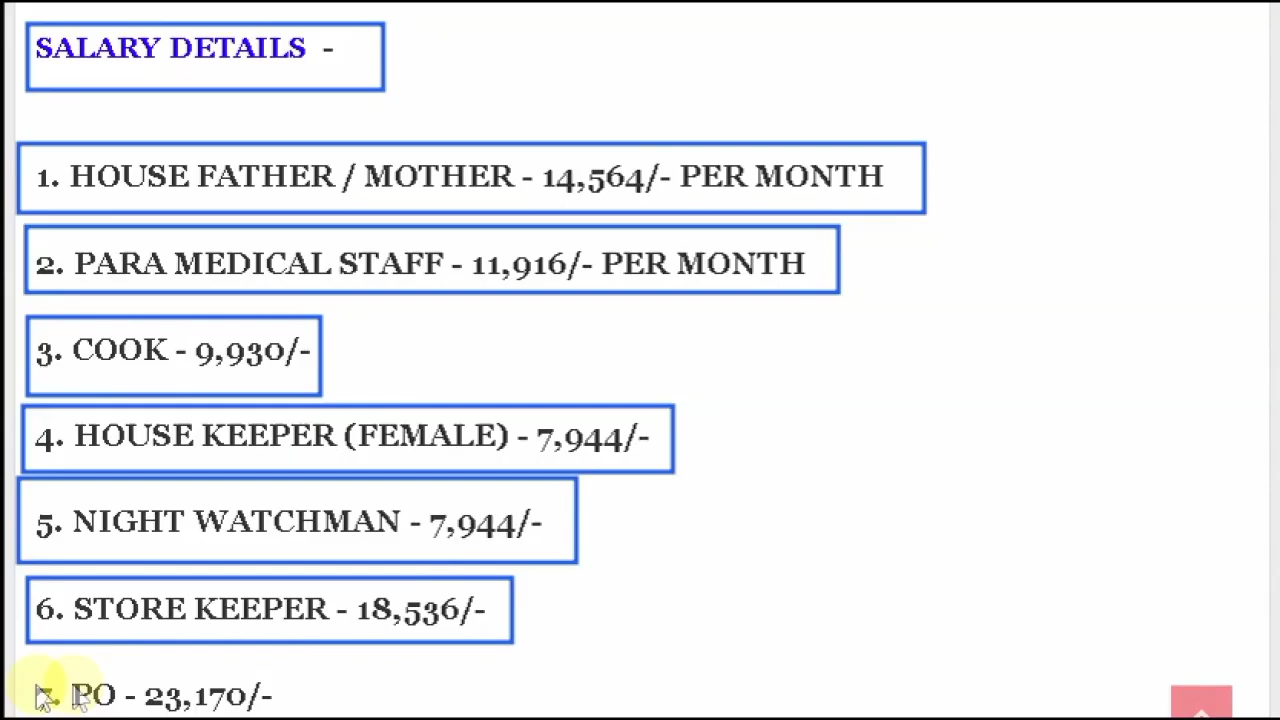 SALARY DETAILS -
1. HOUSE FATHER / MOTHER - 14,564/- PER MONTH
2. PARA MEDICAL STAFF - 11,916/- PER MONTH
3. COOK - 9,930/-
4. HOUSE KEEPER (FEMALE) - 7,944/-
5. NIGHT WATCHMAN - 7,944/-
6. STORE KEEPER - 18,536/-
7. PO - 23,170/-